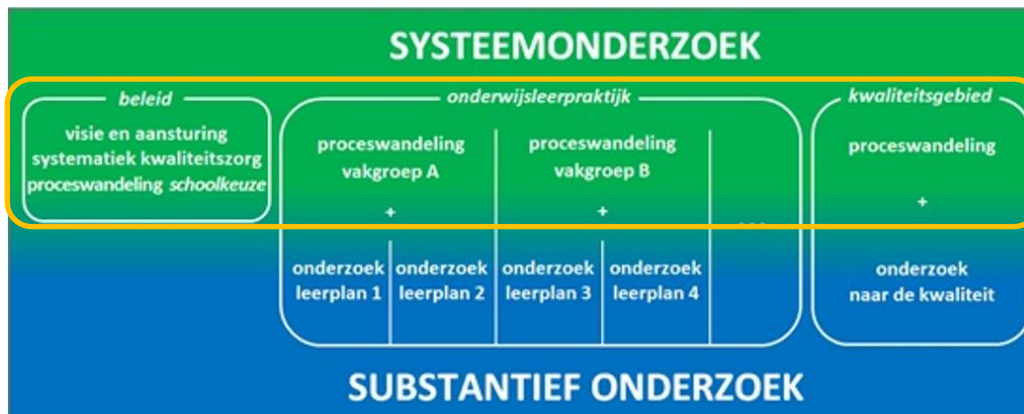 SYSTEEMONDERZOEK
beleid
visie en aansturing
systematiek kwaliteitszorg
proceswandeling schoolkeuze
onderwijsleerpraktijk
proceswandeling
vakgroep A
+
proceswandeling
vakgroep B
+
...
onderzoek
leerplan 1
onderzoek
leerplan 2
onderzoek
leerplan 3
onderzoek
leerplan 4
kwaliteitsgebied
proceswandeling
+
onderzoek
naar de kwaliteit
SUBSTANTIEF ONDERZOEK